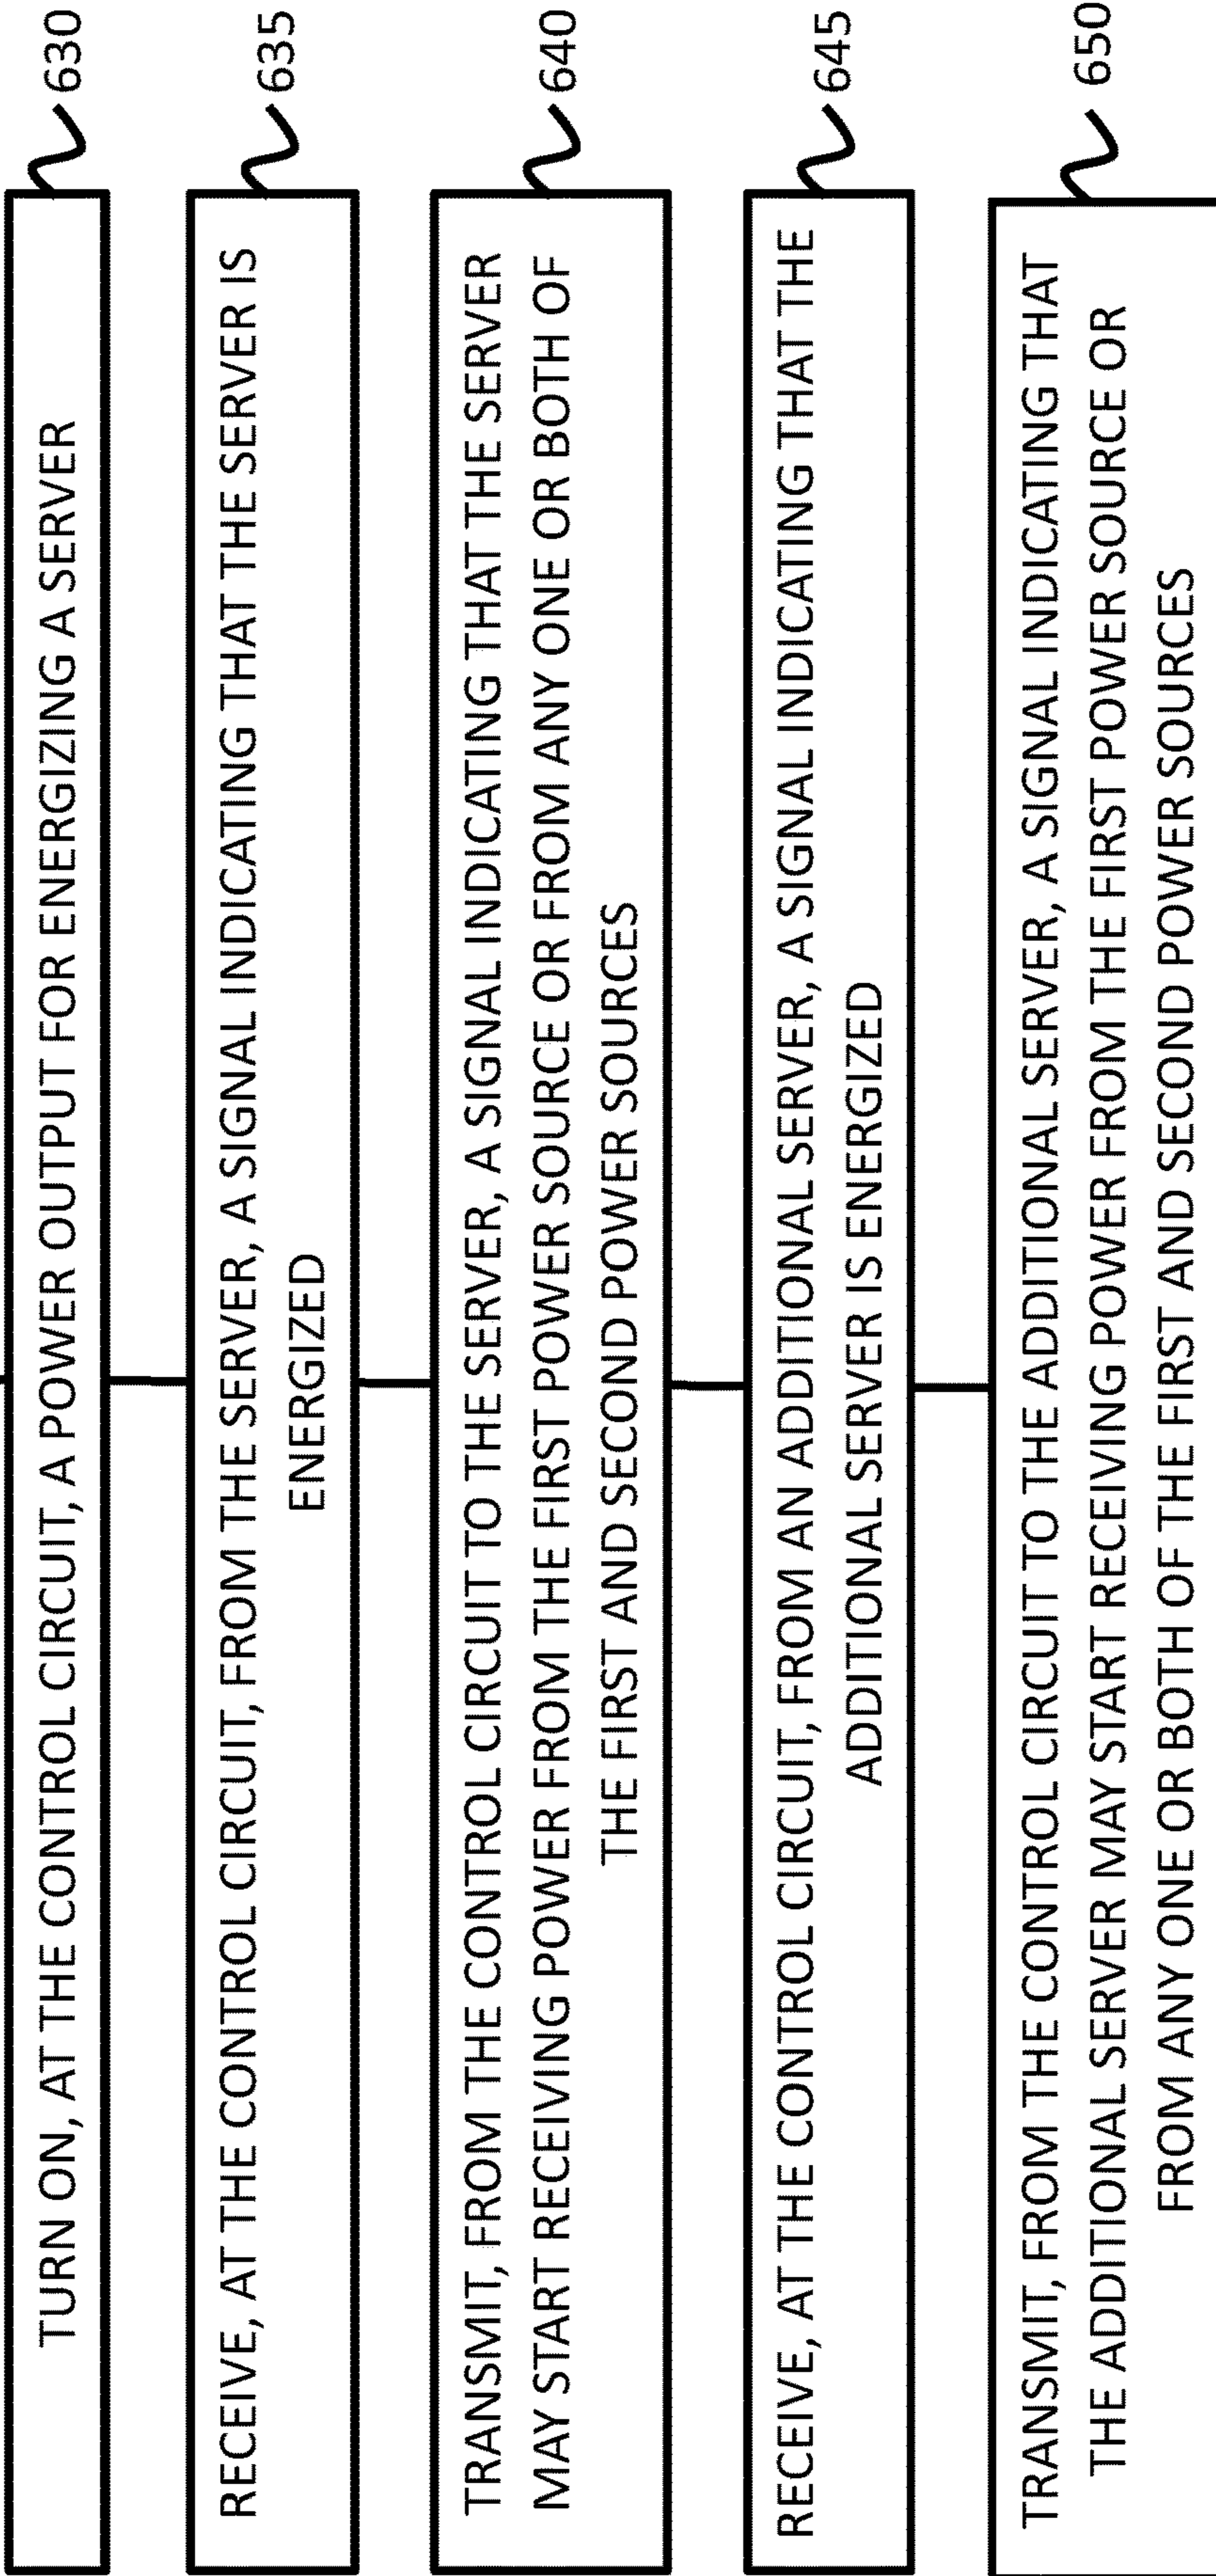 TURN ON, AT THE CONTROL CIRCUIT, A POWER OUTPUT FOR ENERGIZING A SERVER
630
RECEIVE, AT THE CONTROL CIRCUIT, FROM THE SERVER, A SIGNAL INDICATING THAT THE SERVER IS
ENERGIZED
635
TRANSMIT, FROM THE CONTROL CIRCUIT TO THE SERVER, A SIGNAL INDICATING THAT THE SERVER
MAY START RECEIVING POWER FROM THE FIRST POWER SOURCE OR FROM ANY ONE OR BOTH OF
THE FIRST AND SECOND POWER SOURCES
640
RECEIVE, AT THE CONTROL CIRCUIT, FROM AN ADDITIONAL SERVER, A SIGNAL INDICATING THAT THE
ADDITIONAL SERVER IS ENERGIZED
645
TRANSMIT, FROM THE CONTROL CIRCUIT TO THE ADDITIONAL SERVER, A SIGNAL INDICATING THAT
THE ADDITIONAL SERVER MAY START RECEIVING POWER FROM THE FIRST POWER SOURCE OR
FROM ANY ONE OR BOTH OF THE FIRST AND SECOND POWER SOURCES
650